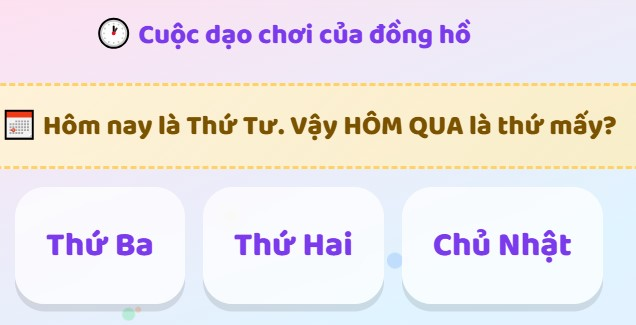 Cuộc dạo chơi của đồng hồ
Hôm nay là Thứ Tư. Vậy HÔM QUA là thứ mấy?
Thứ Ba
Thứ Hai
Chủ Nhật